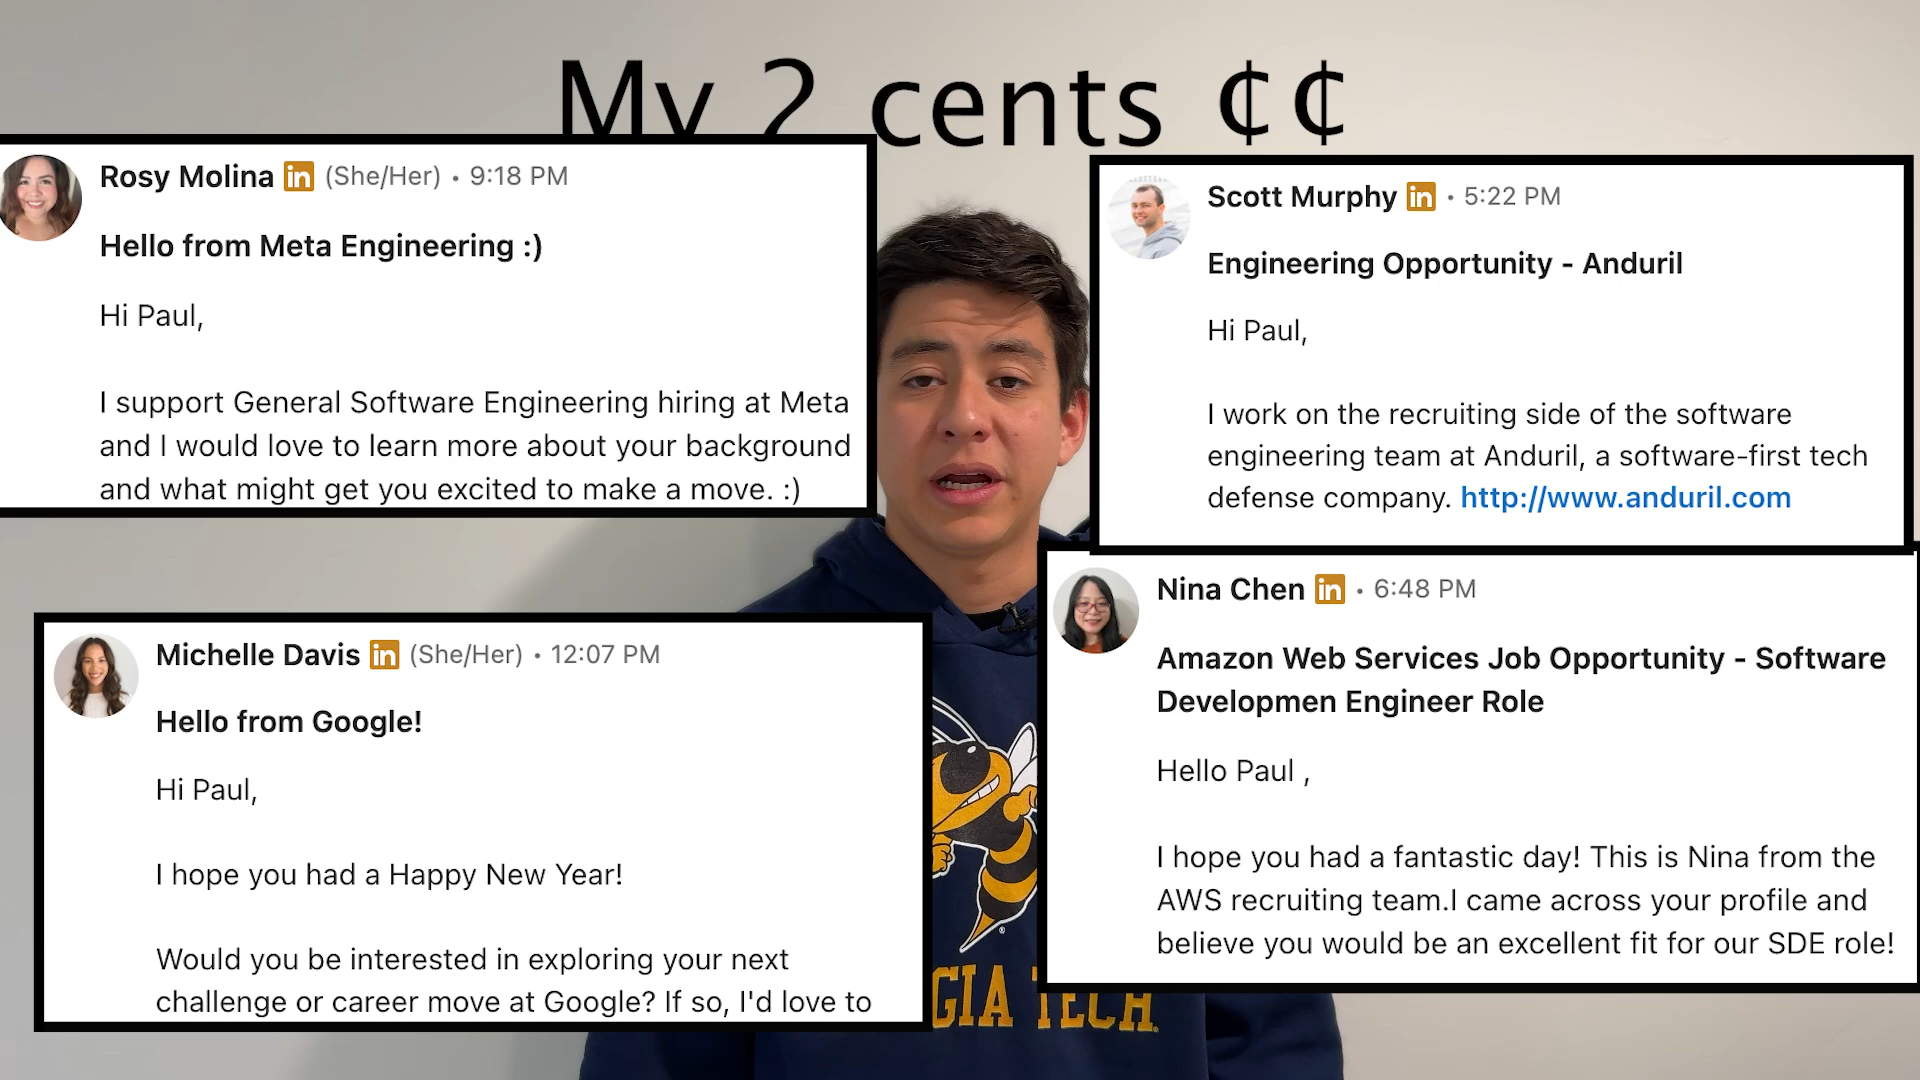 My 2 cents ¢¢
Rosy Molina in (She/Her) • 9:18 PM
Hello from Meta Engineering :)
Hi Paul,
I support General Software Engineering hiring at Meta
and I would love to learn more about your background
and what might get you excited to make a move. :)
Scott Murphy in • 5:22 PM
Engineering Opportunity - Anduril
Hi Paul,
I work on the recruiting side of the software
engineering team at Anduril, a software-first tech
defense company. http://www.anduril.com
Michelle Davis in (She/Her) • 12:07 PM
Hello from Google!
Hi Paul,
I hope you had a Happy New Year!
Would you be interested in exploring your next
challenge or career move at Google? If so, I'd love to
Nina Chen in • 6:48 PM
Amazon Web Services Job Opportunity - Software
Developmen Engineer Role
Hello Paul ,
I hope you had a fantastic day! This is Nina from the
AWS recruiting team.I came across your profile and
believe you would be an excellent fit for our SDE role!
GIA TECH
®